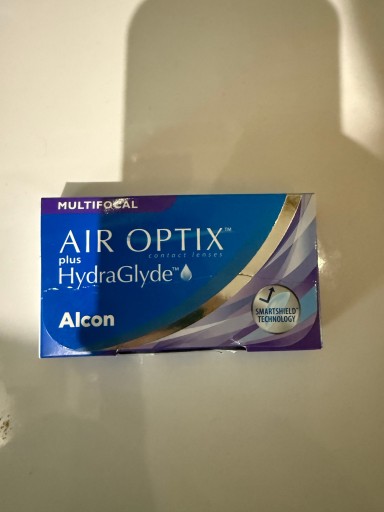 MULTIFOCAL
AIR OPTIX™
contact lenses
plus
HydraGlyde™
Alcon
SMARTSHIELD™
TECHNOLOGY